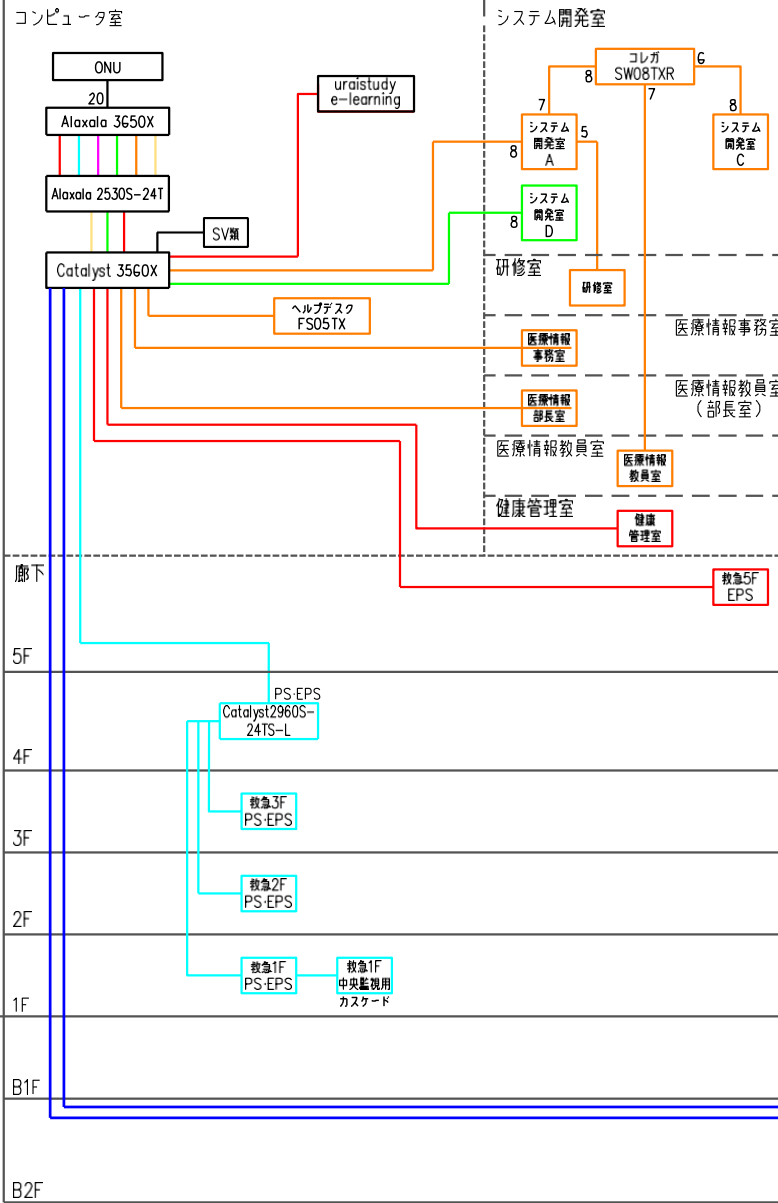 コンピュータ室
システム開発室
ONU
20
Alaxala 3650X
Alaxala 2530S-24T
SV類
Catalyst 3560X
uraistudy
e-learning
コレガ
SW08TXR
8
6
7
7
8
システム
開発室
A
5
8
システム
開発室
C
システム
開発室
D
8
研修室
研修室
ヘルプデスク
FS05TX
医療情報事務室
医療情報
事務室
医療情報教員室
(部長室)
医療情報
部長室
医療情報教員室
医療情報
教員室
健康管理室
健康
管理室
廊下
救急5F
EPS
5F
PS·EPS
Catalyst2960S-
24TS-L
4F
救急3F
PS·EPS
3F
救急2F
PS·EPS
2F
救急1F
PS·EPS
救急1F
中央監視用
カスケード
1F
B1F
B2F